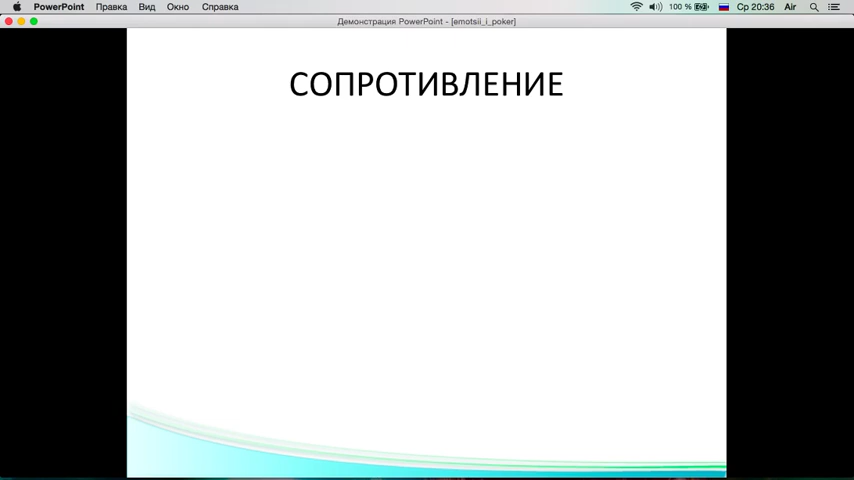 PowerPoint Правка Вид Окно Справка 100 % Ср 20:36 Air
Демонстрация PowerPoint - [emotsii_i_poker]
СОПРОТИВЛЕНИЕ